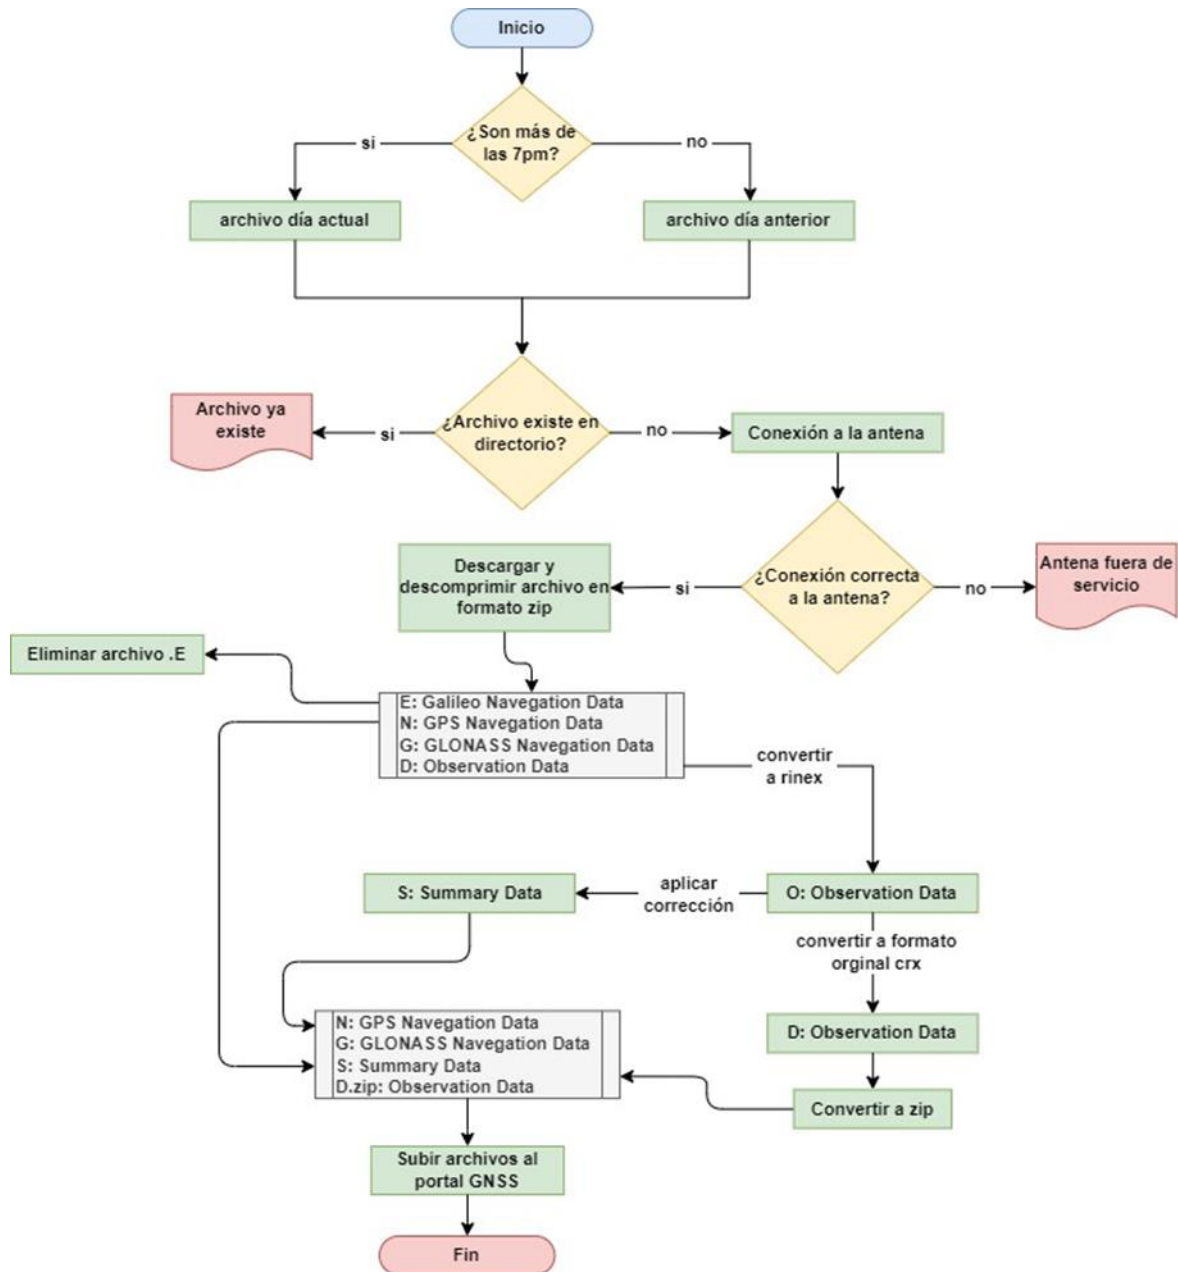 Inicio
¿Son más de
las 7pm?
si
no
archivo día actual
archivo día anterior
Archivo ya
existe
si
¿Archivo existe en
directorio?
no
Conexión a la antena
Descargar y
descomprimir archivo en
formato zip
si
¿Conexión correcta
a la antena?
no
Antena fuera de
servicio
Eliminar archivo .E
E: Galileo Navegation Data
N: GPS Navegation Data
G: GLONASS Navegation Data
D: Observation Data
convertir
a rinex
S: Summary Data
aplicar
corrección
O: Observation Data
convertir a formato
orginal crx
N: GPS Navegation Data
G: GLONASS Navegation Data
S: Summary Data
D.zip: Observation Data
D: Observation Data
Convertir a zip
Subir archivos al
portal GNSS
Fin